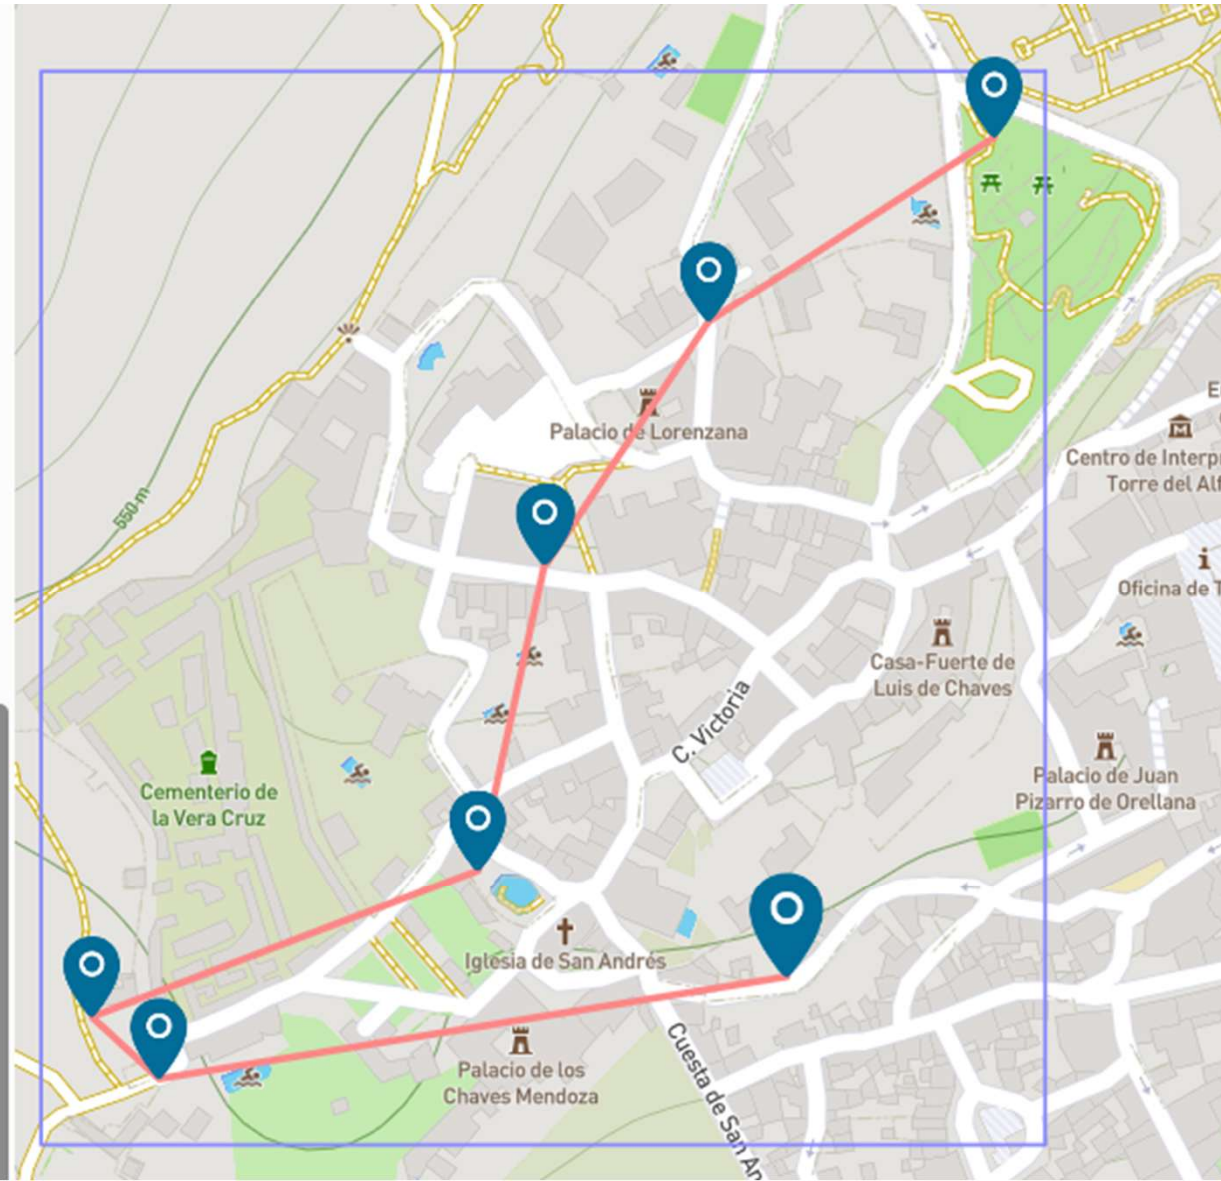 Palacio de Lorenzana
Centro de Interpr
Torre del Alf
550 m
Oficina de T
Casa-Fuerte de
Luis de Chaves
C. Victoria
Palacio de Juan
Pizarro de Orellana
Cementerio de
la Vera Cruz
Iglesia de San Andrés
Palacio de los
Chaves Mendoza
Cuesta de San An